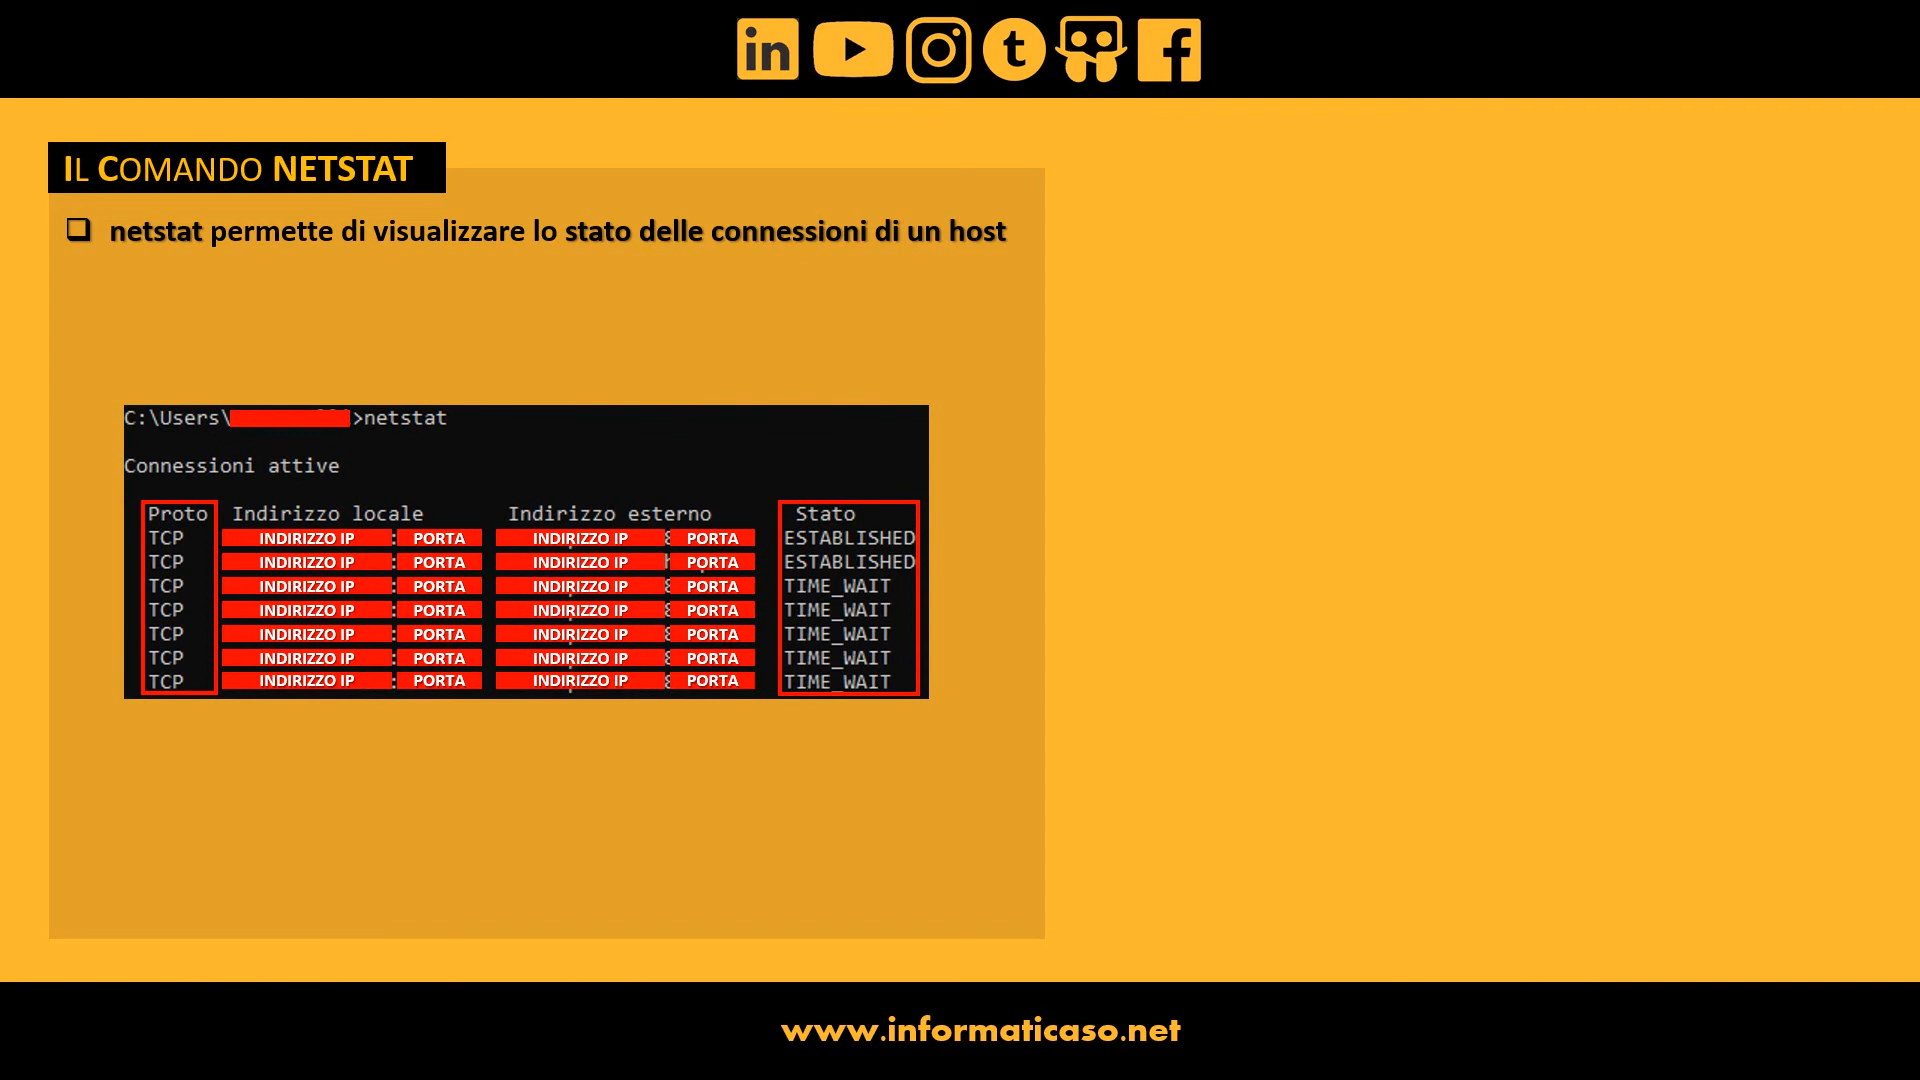 IL COMANDO NETSTAT
netstat permette di visualizzare lo stato delle connessioni di un host
C:\Users\ >netstat
Connessioni attive
Proto Indirizzo locale Indirizzo esterno Stato
TCP INDIRIZZO IP : PORTA INDIRIZZO IP PORTA ESTABLISHED
TCP INDIRIZZO IP : PORTA INDIRIZZO IP PORTA ESTABLISHED
TCP INDIRIZZO IP : PORTA INDIRIZZO IP PORTA TIME_WAIT
TCP INDIRIZZO IP : PORTA INDIRIZZO IP PORTA TIME_WAIT
TCP INDIRIZZO IP : PORTA INDIRIZZO IP PORTA TIME_WAIT
TCP INDIRIZZO IP : PORTA INDIRIZZO IP PORTA TIME_WAIT
TCP INDIRIZZO IP : PORTA INDIRIZZO IP PORTA TIME_WAIT
www.informaticaso.net